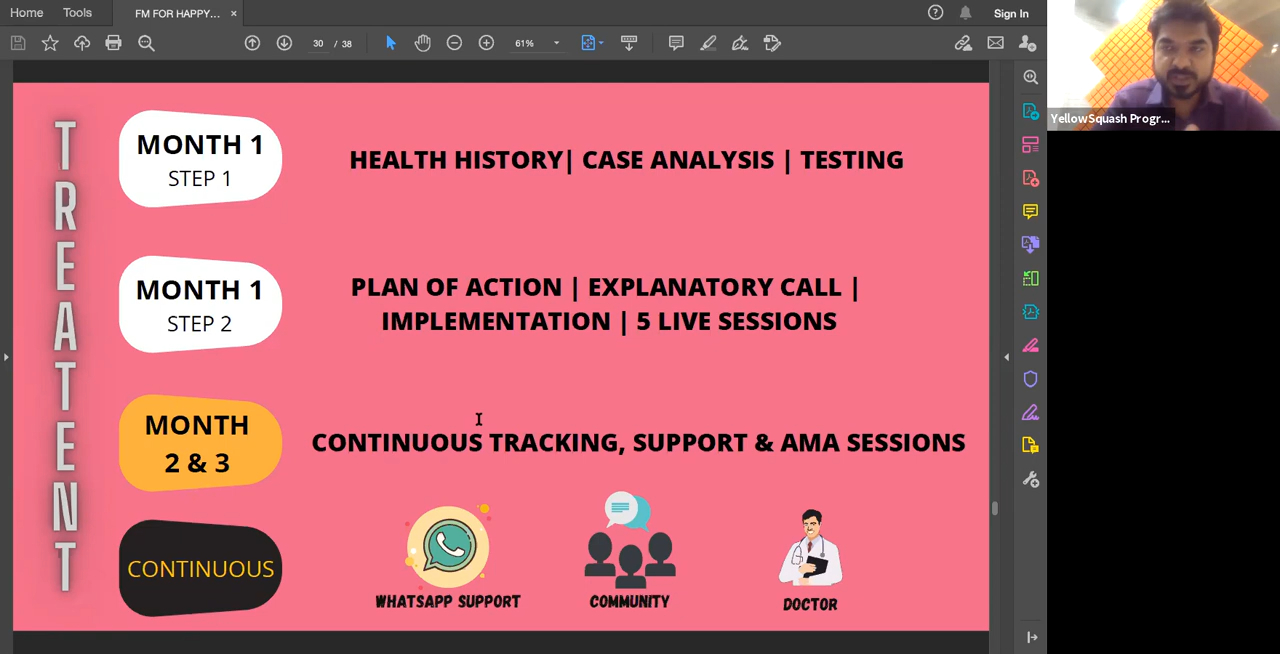 Home Tools FM FOR HAPPY... × Sign In
30 / 38 61%
TREATENT
MONTH 1
STEP 1
HEALTH HISTORY| CASE ANALYSIS | TESTING
MONTH 1
STEP 2
PLAN OF ACTION | EXPLANATORY CALL |
IMPLEMENTATION | 5 LIVE SESSIONS
MONTH
2 & 3
CONTINUOUS TRACKING, SUPPORT & AMA SESSIONS
CONTINUOUS
WHATSAPP SUPPORT
COMMUNITY
DOCTOR
YellowSquash Progr...